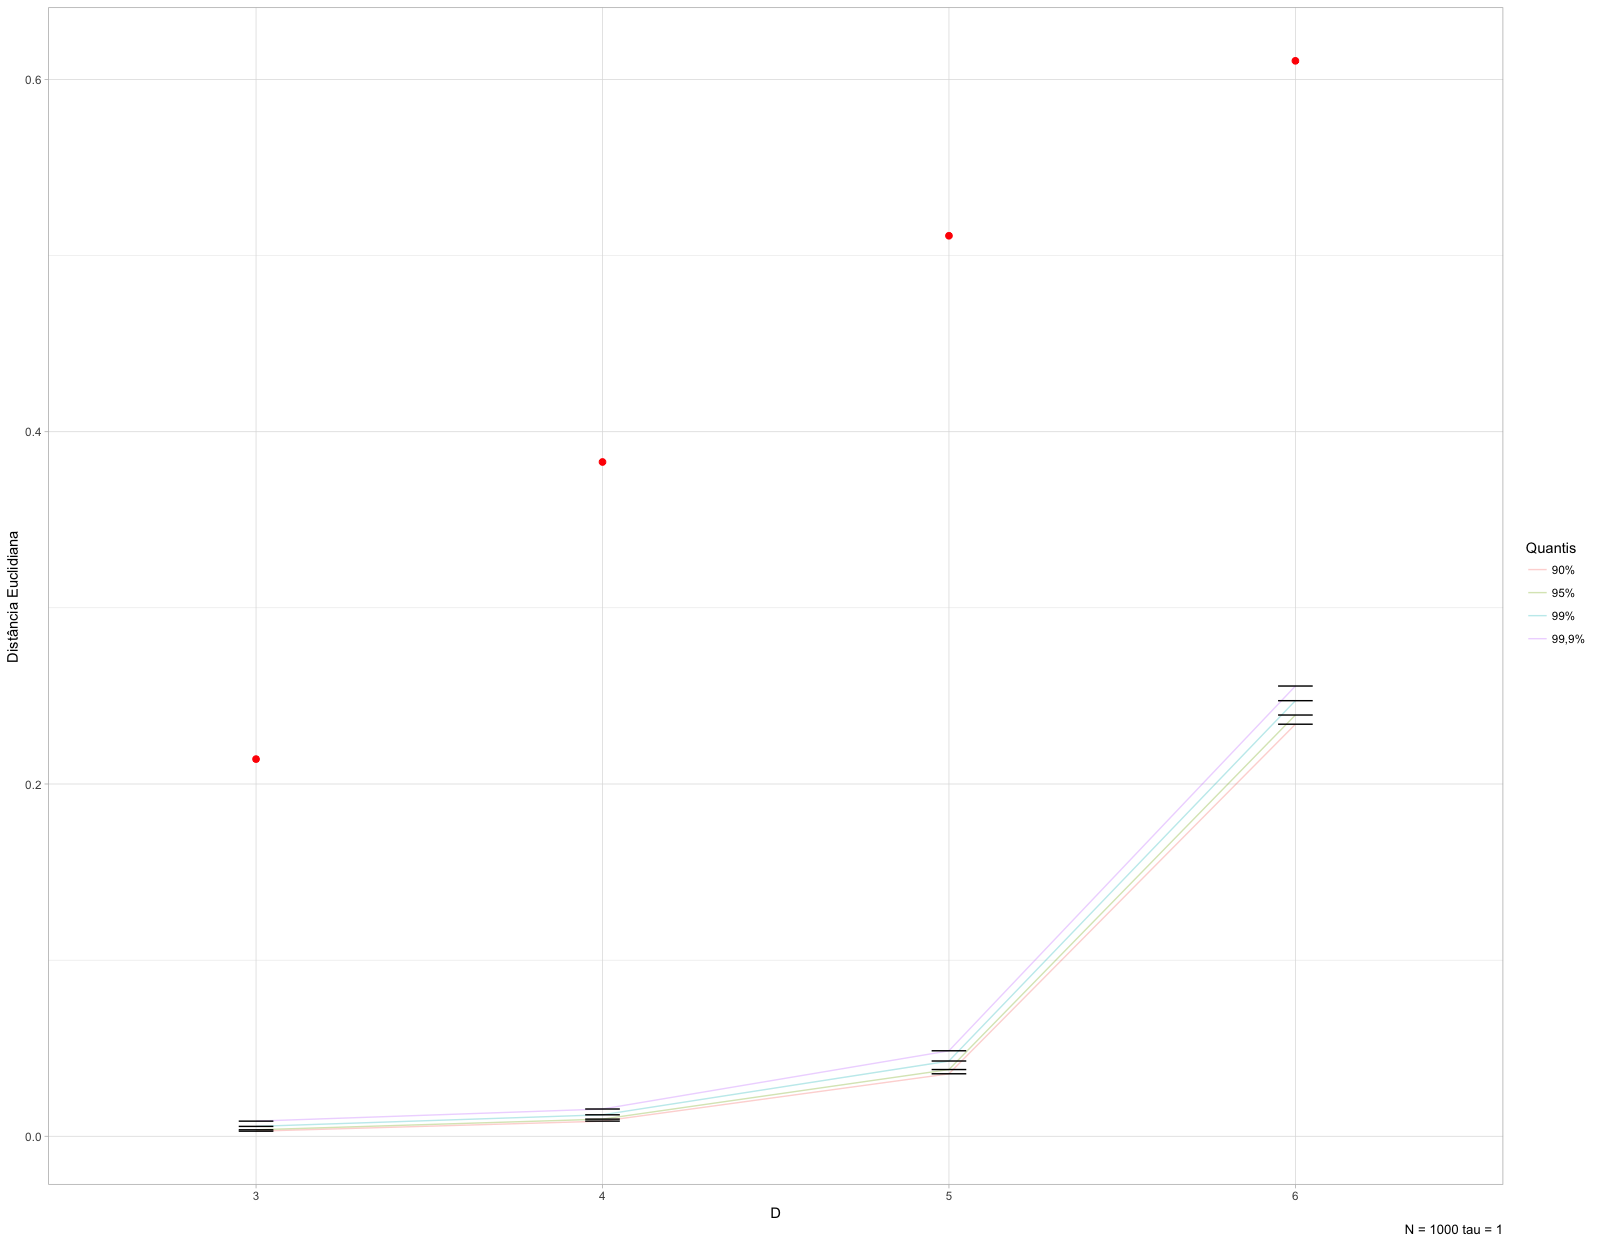 0.6
0.4
0.2
0.0
Distância Euclidiana
3 4 5 6
D
N = 1000 tau = 1
Quantis
90%
95%
99%
99,9%